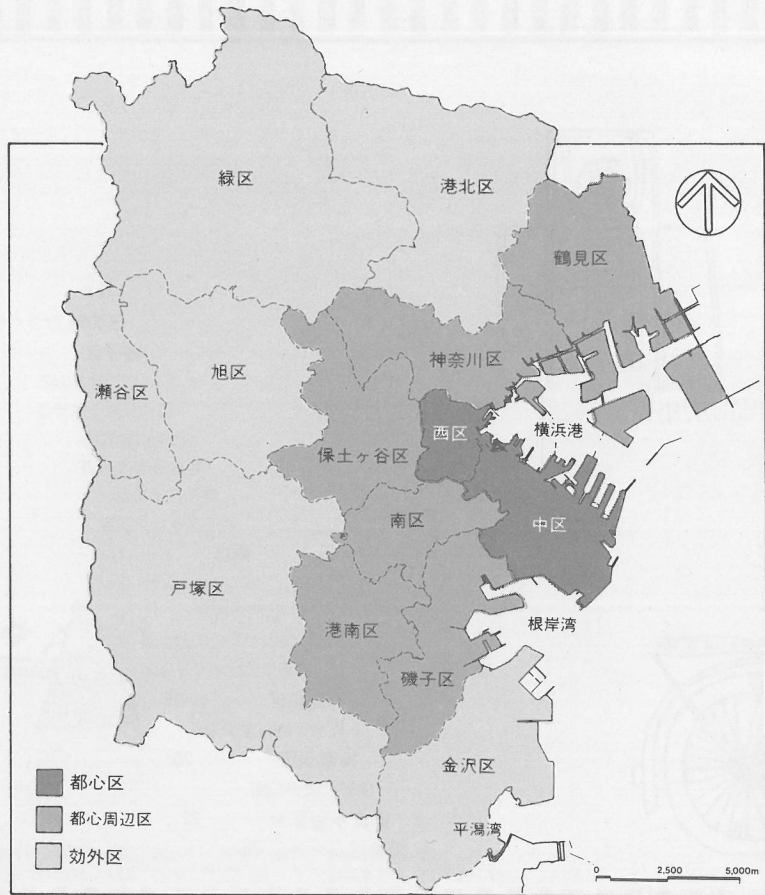 緑区
港北区
鶴見区
神奈川区
旭区
瀬谷区
西区
横浜港
保土ヶ谷区
南区
中区
戸塚区
港南区
根岸湾
磯子区
金沢区
平潟湾
都心区
都心周辺区
効外区
0 2,500 5,000m